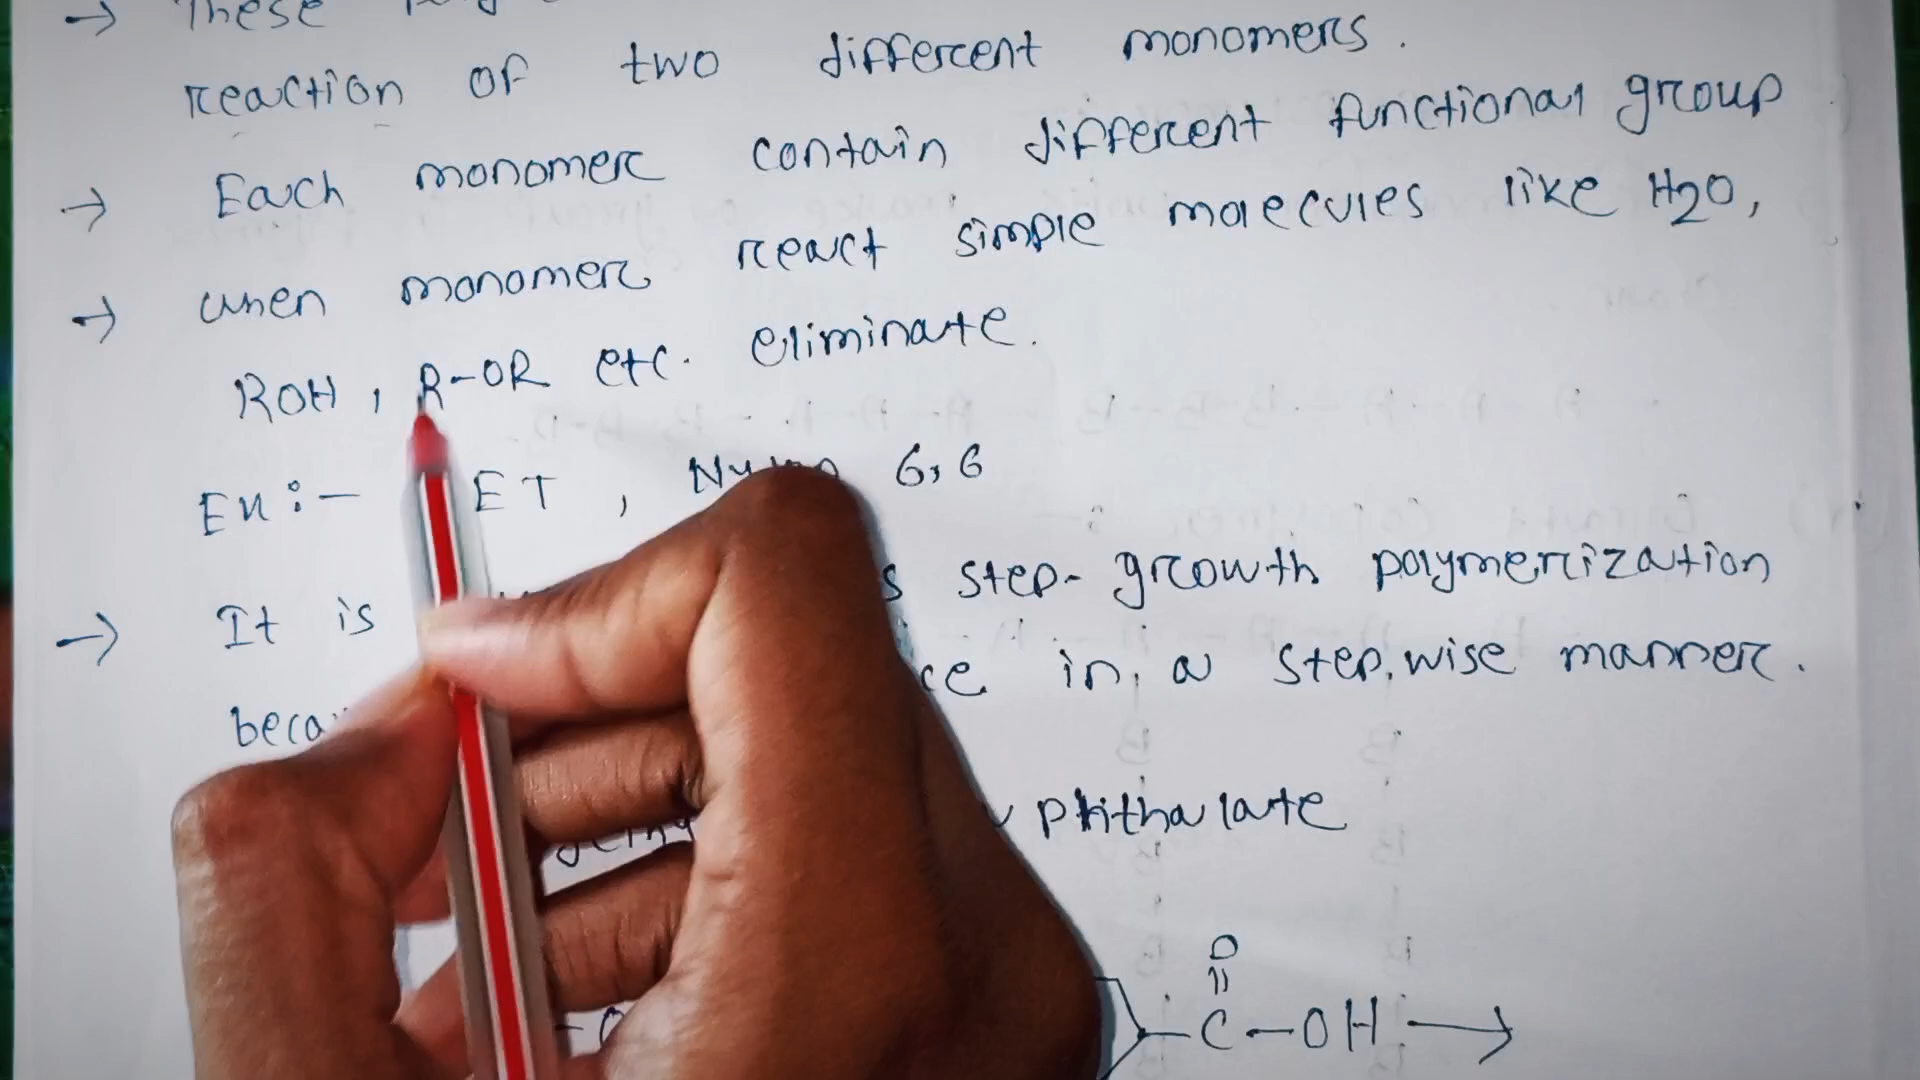 → These
reaction of two different monomers.
→ Each monomer contain different functional group
→ when monomer react simple molecules like H2O,
ROH, R-OR etc. eliminate.
Ex:- ET, 6,6
→ It is step-growth polymerization
in a step.wise manner.
phthalate
O
||
-C-OH →